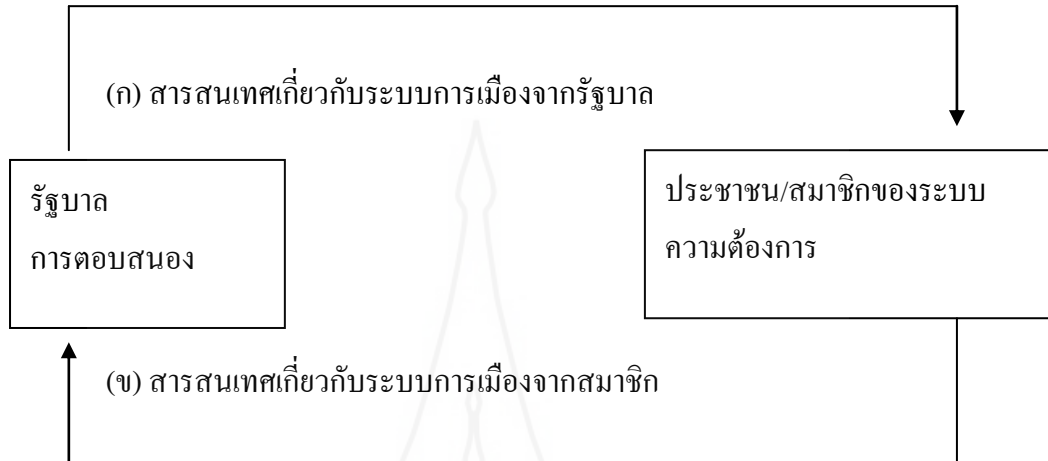 (ก) สารสนเทศเกี่ยวกับระบบการเมืองจากรัฐบาล
รัฐบาล
การตอบสนอง
ประชาชน/สมาชิกของระบบ
ความต้องการ
(ข) สารสนเทศเกี่ยวกับระบบการเมืองจากสมาชิก